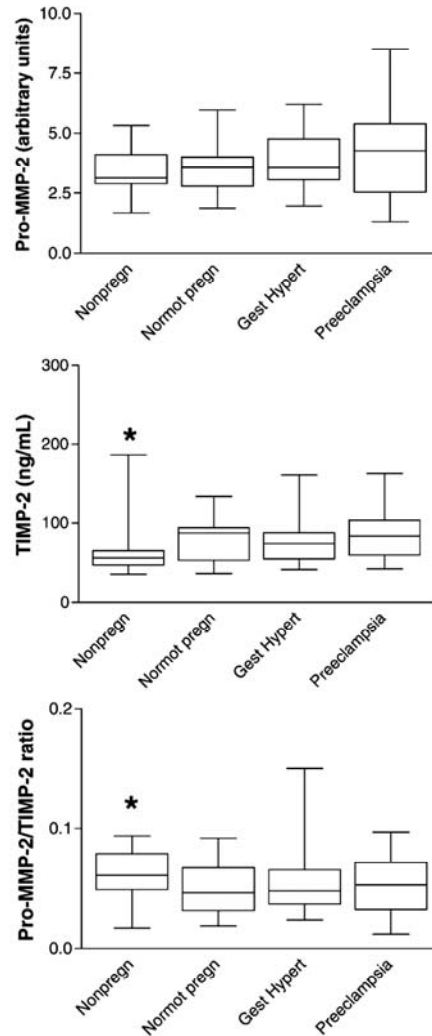 Pro-MMP-2 (arbitrary units)
10.0
7.5
5.0
2.5
0.0
Nonpregn
Normot pregn
Gest Hypert
Preeclampsia
TIMP-2 (ng/mL)
300
200
100
0
*
Nonpregn
Normot pregn
Gest Hypert
Preeclampsia
Pro-MMP-2/TIMP-2 ratio
0.2
0.1
0.0
*
Nonpregn
Normot pregn
Gest Hypert
Preeclampsia